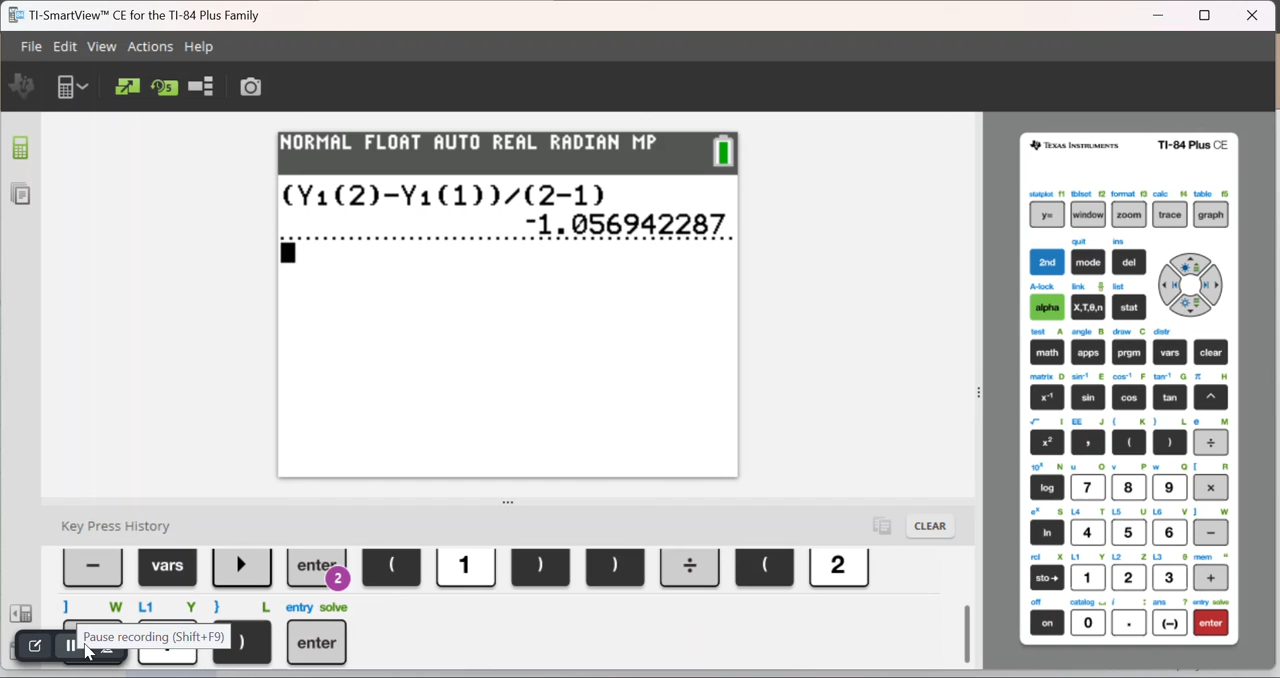 TI-SmartView™ CE for the TI-84 Plus Family
File Edit View Actions Help
NORMAL FLOAT AUTO REAL RADIAN MP
(Y₁(2)-Y₁(1))/(2-1)
-1.056942287
Key Press History
CLEAR
− vars enter ( 1 ) ) ÷ ( 2
2
] W L1 Y } L entry solve
) enter
Pause recording (Shift+F9)
TEXAS INSTRUMENTS TI-84 Plus CE
statplot f1 tblset f2 format f3 calc f4 table f5
y= window zoom trace graph
quit ins
2nd mode del
A-lock link list
alpha X,T,θ,n stat
test A angle B draw C distr
math apps prgm vars clear
matrix D sin⁻¹ E cos⁻¹ F tan⁻¹ G π H
x⁻¹ sin cos tan ^
√ I EE J { K } L e M
x² , ( ) ÷
10ˣ N u O v P w Q [ R
log 7 8 9 ×
eˣ S L4 T L5 U L6 V ] W
ln 4 5 6 −
rcl X L1 Y L2 Z L3 θ mem "
sto→ 1 2 3 +
off catalog i : ans ? entry solve
on 0 . (−) enter